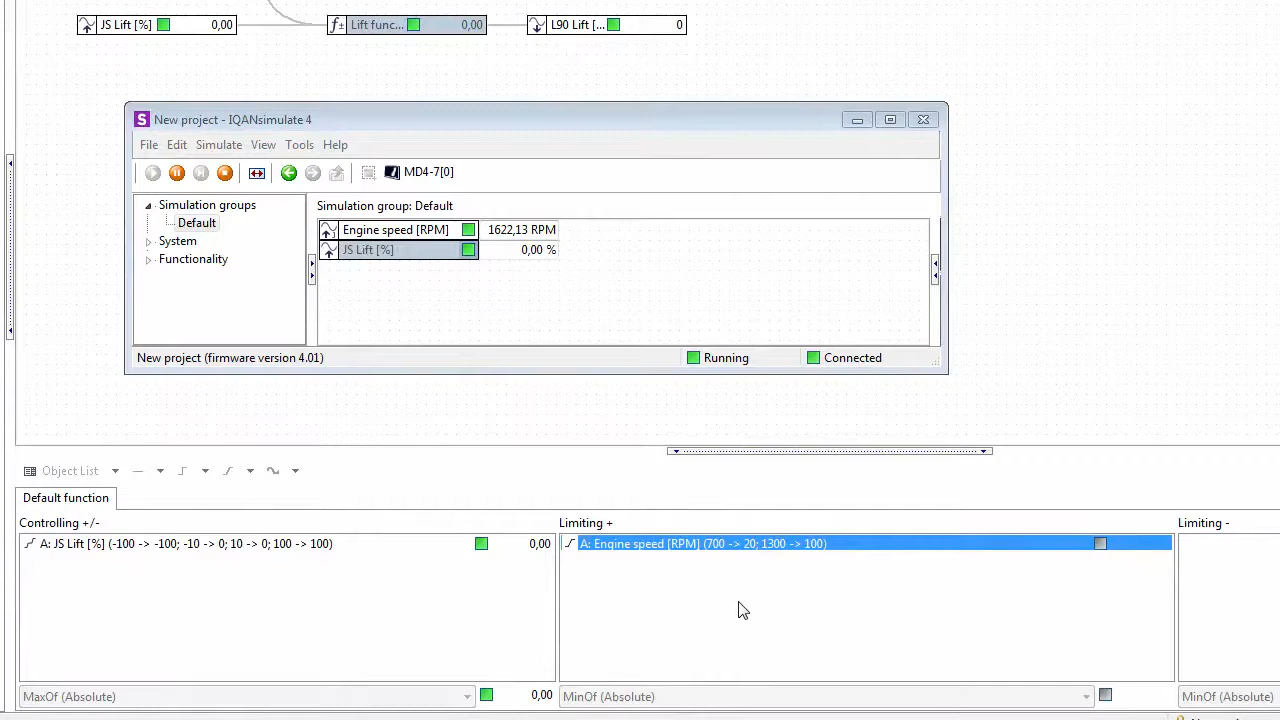 JS Lift [%] 0,00 Lift func... 0,00 L90 Lift [... 0
New project - IQANsimulate 4
File Edit Simulate View Tools Help
MD4-7[0]
Simulation groups
Default
System
Functionality
Simulation group: Default
Engine speed [RPM] 1622,13 RPM
JS Lift [%] 0,00 %
New project (firmware version 4.01) Running Connected
Object List
Default function
Controlling +/- Limiting + Limiting -
A: JS Lift [%] (-100 -> -100; -10 -> 0; 10 -> 0; 100 -> 100) 0,00
A: Engine speed [RPM] (700 -> 20; 1300 -> 100)
MaxOf (Absolute) 0,00 MinOf (Absolute) MinOf (Absolute)